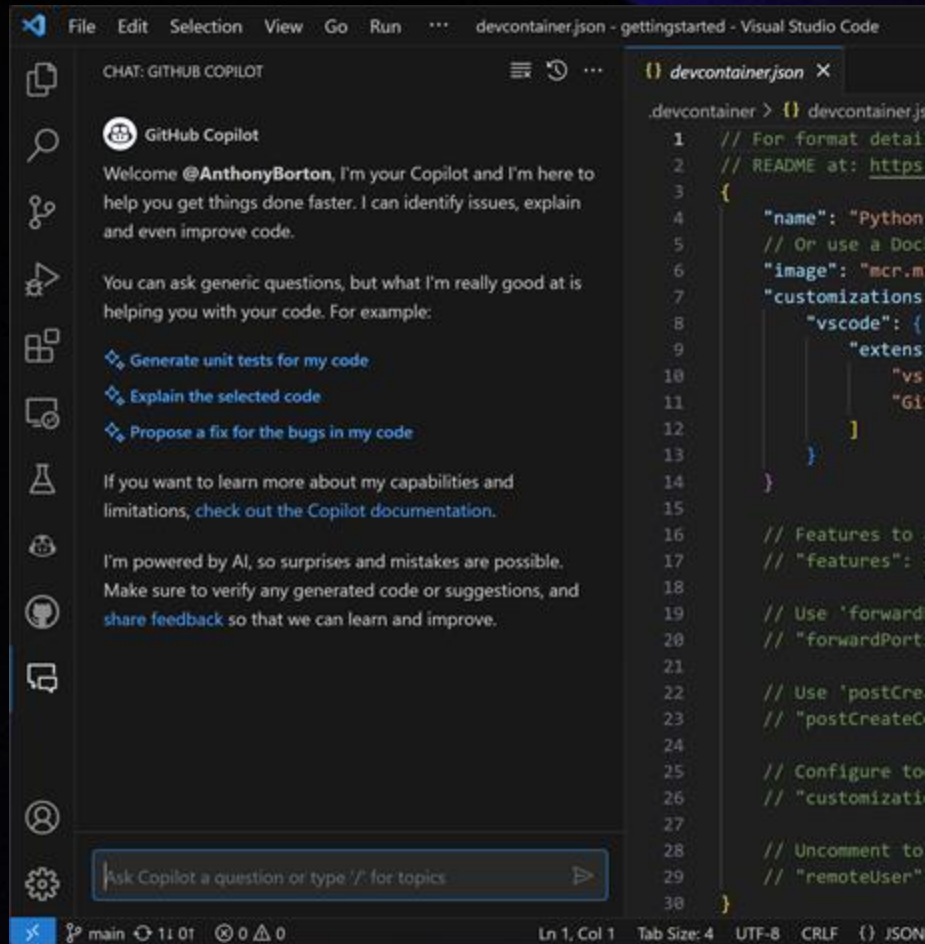 File Edit Selection View Go Run ··· devcontainer.json - gettingstarted - Visual Studio Code
CHAT: GITHUB COPILOT
GitHub Copilot
Welcome @AnthonyBorton, I'm your Copilot and I'm here to
help you get things done faster. I can identify issues, explain
and even improve code.
You can ask generic questions, but what I'm really good at is
helping you with your code. For example:
Generate unit tests for my code
Explain the selected code
Propose a fix for the bugs in my code
If you want to learn more about my capabilities and
limitations, check out the Copilot documentation.
I'm powered by AI, so surprises and mistakes are possible.
Make sure to verify any generated code or suggestions, and
share feedback so that we can learn and improve.
Ask Copilot a question or type '/' for topics
{} devcontainer.json ×
.devcontainer > {} devcontainer.js
1 // For format detai
2 // README at: https
3 {
4 "name": "Python
5 // Or use a Doc
6 "image": "mcr.m
7 "customizations
8 "vscode": {
9 "extens
10 "vs
11 "Gi
12 ]
13 }
14 }
15
16 // Features to
17 // "features":
18
19 // Use 'forward
20 // "forwardPort
21
22 // Use 'postCre
23 // "postCreateC
24
25 // Configure too
26 // "customizati
27
28 // Uncomment to
29 // "remoteUser"
30 }
main 1↓ 0↑ 0 0 Ln 1, Col 1 Tab Size: 4 UTF-8 CRLF {} JSON